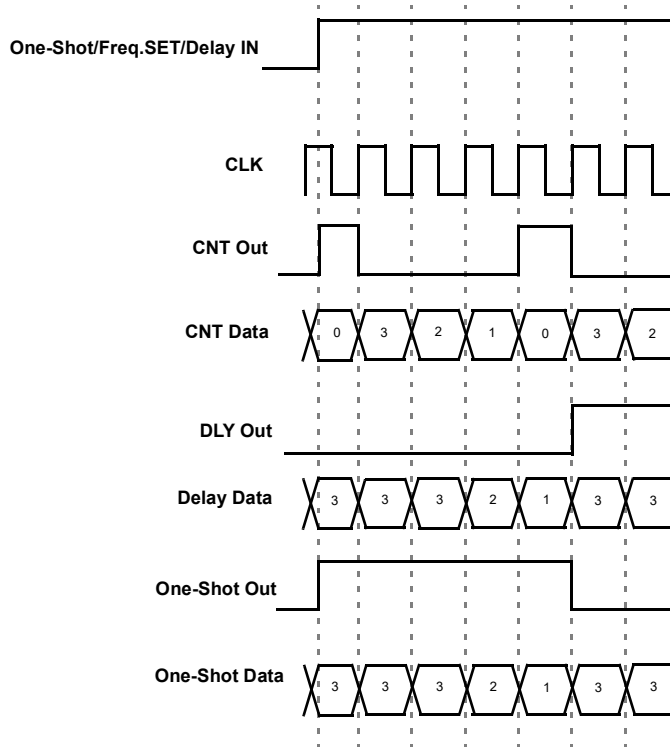 One-Shot/Freq.SET/Delay IN
CLK
CNT Out
CNT Data 0 3 2 1 0 3 2
DLY Out
Delay Data 3 3 3 2 1 3 3
One-Shot Out
One-Shot Data 3 3 3 2 1 3 3